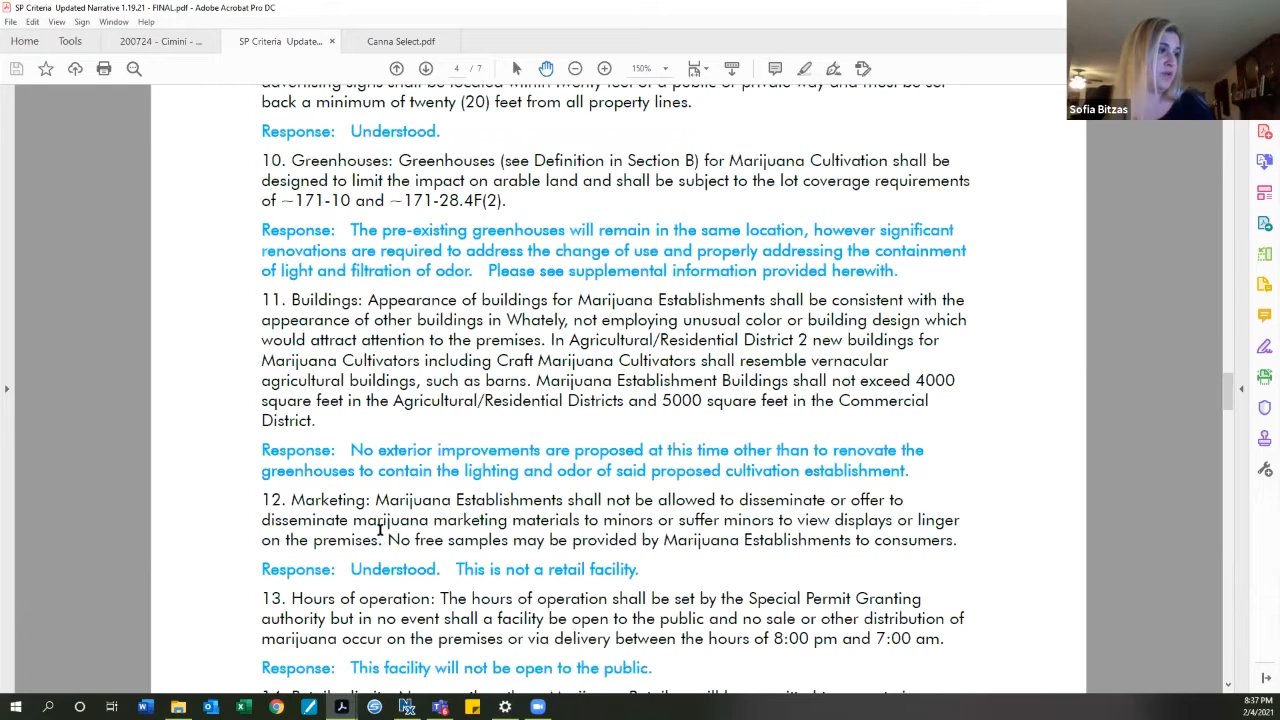 SP Criteria Updated Narrative 1.19.21 - FINAL.pdf - Adobe Acrobat Pro DC
File Edit View Sign Window Help
Home Tools 200724 - Cimini - ... SP Criteria Update... × Canna Select.pdf
4 / 7 150%
Sofia Bitzas
advertising signs shall be located within twenty feet of a public or private way and must be set
back a minimum of twenty (20) feet from all property lines.
Response: Understood.
10. Greenhouses: Greenhouses (see Definition in Section B) for Marijuana Cultivation shall be
designed to limit the impact on arable land and shall be subject to the lot coverage requirements
of ~171-10 and ~171-28.4F(2).
Response: The pre-existing greenhouses will remain in the same location, however significant
renovations are required to address the change of use and properly addressing the containment
of light and filtration of odor. Please see supplemental information provided herewith.
11. Buildings: Appearance of buildings for Marijuana Establishments shall be consistent with the
appearance of other buildings in Whately, not employing unusual color or building design which
would attract attention to the premises. In Agricultural/Residential District 2 new buildings for
Marijuana Cultivators including Craft Marijuana Cultivators shall resemble vernacular
agricultural buildings, such as barns. Marijuana Establishment Buildings shall not exceed 4000
square feet in the Agricultural/Residential Districts and 5000 square feet in the Commercial
District.
Response: No exterior improvements are proposed at this time other than to renovate the
greenhouses to contain the lighting and odor of said proposed cultivation establishment.
12. Marketing: Marijuana Establishments shall not be allowed to disseminate or offer to
disseminate marijuana marketing materials to minors or suffer minors to view displays or linger
on the premises. No free samples may be provided by Marijuana Establishments to consumers.
Response: Understood. This is not a retail facility.
13. Hours of operation: The hours of operation shall be set by the Special Permit Granting
authority but in no event shall a facility be open to the public and no sale or other distribution of
marijuana occur on the premises or via delivery between the hours of 8:00 pm and 7:00 am.
Response: This facility will not be open to the public.
8:37 PM
2/4/2021